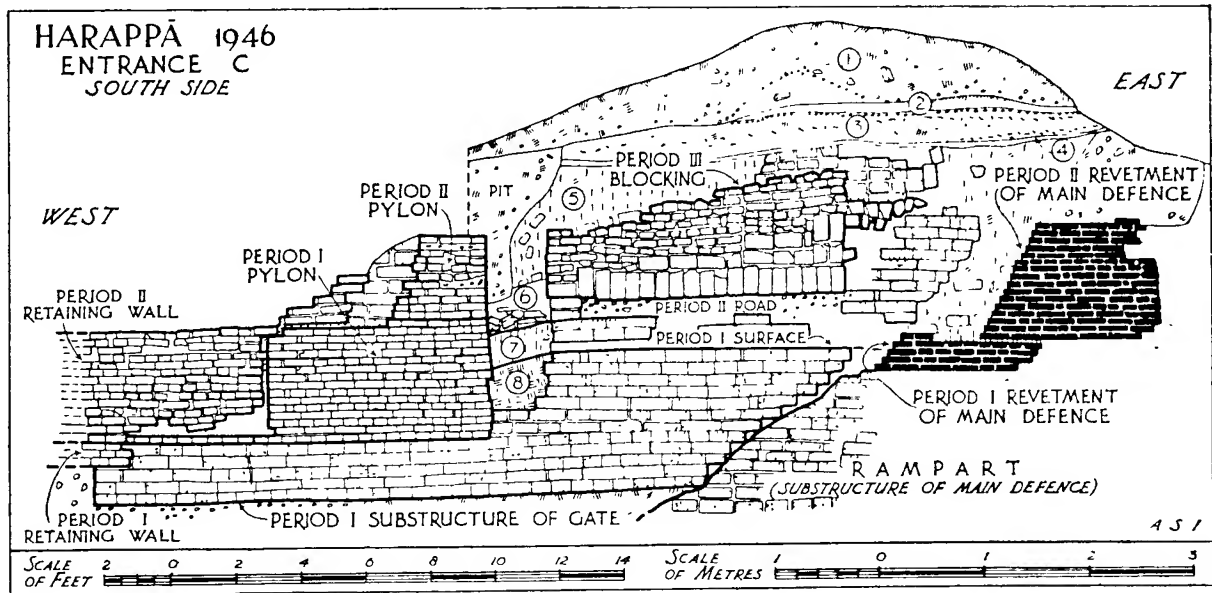 HARAPPĀ 1946
ENTRANCE C
SOUTH SIDE
EAST
WEST
1
2
3
4
PERIOD III
BLOCKING
PERIOD II REVETMENT
OF MAIN DEFENCE
PERIOD II
PYLON
PIT
5
PERIOD I
PYLON
PERIOD II
RETAINING WALL
6
PERIOD II ROAD
7
PERIOD I SURFACE
8
PERIOD I REVETMENT
OF MAIN DEFENCE
RAMPART
(SUBSTRUCTURE OF MAIN DEFENCE)
PERIOD I
RETAINING WALL
PERIOD I SUBSTRUCTURE OF GATE
A S I
SCALE
OF FEET
2 0 2 4 6 8 10 12 14
SCALE
OF METRES
1 0 1 2 3